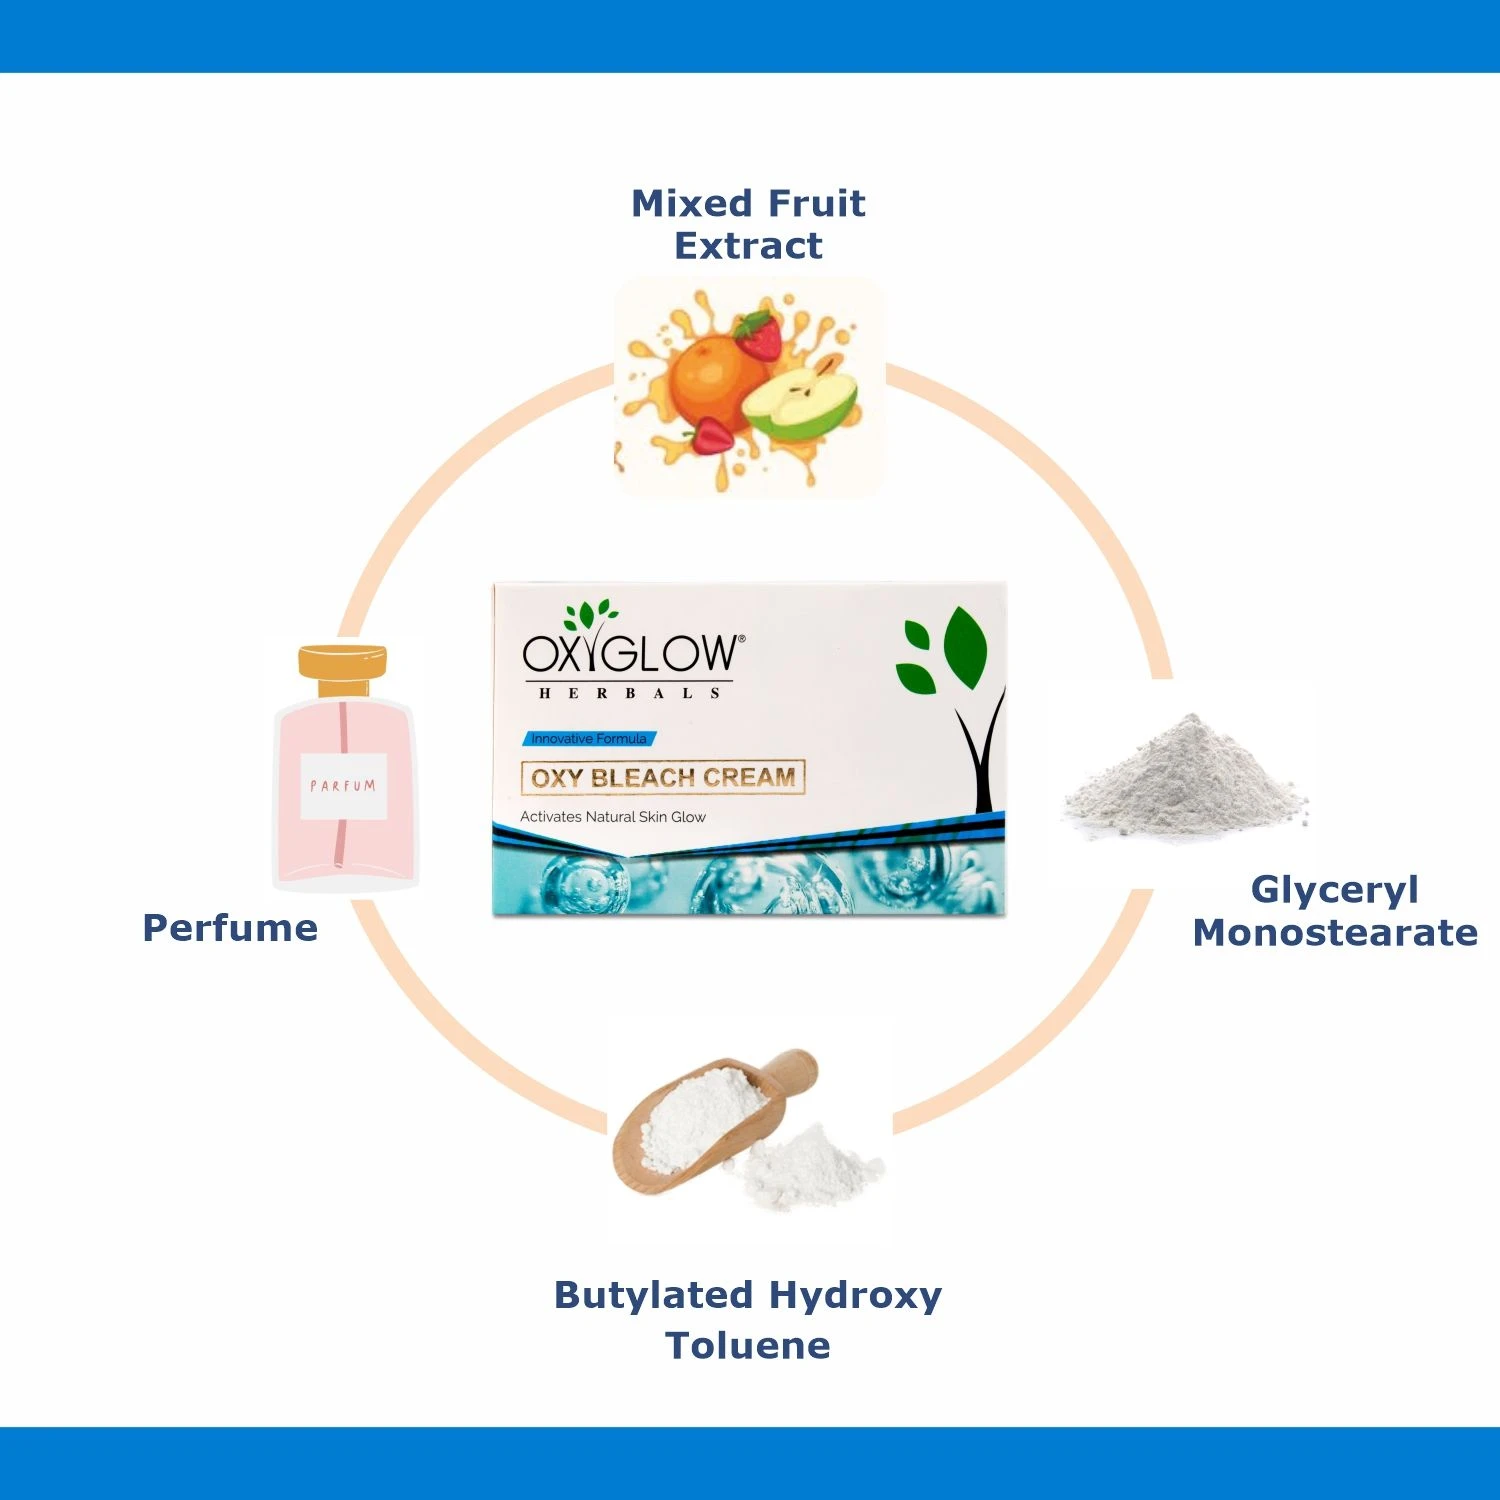 Mixed Fruit
Extract
OXYGLOW®
HERBALS
Innovative Formula
OXY BLEACH CREAM
Activates Natural Skin Glow
PARFUM
Perfume
Glyceryl
Monostearate
Butylated Hydroxy
Toluene